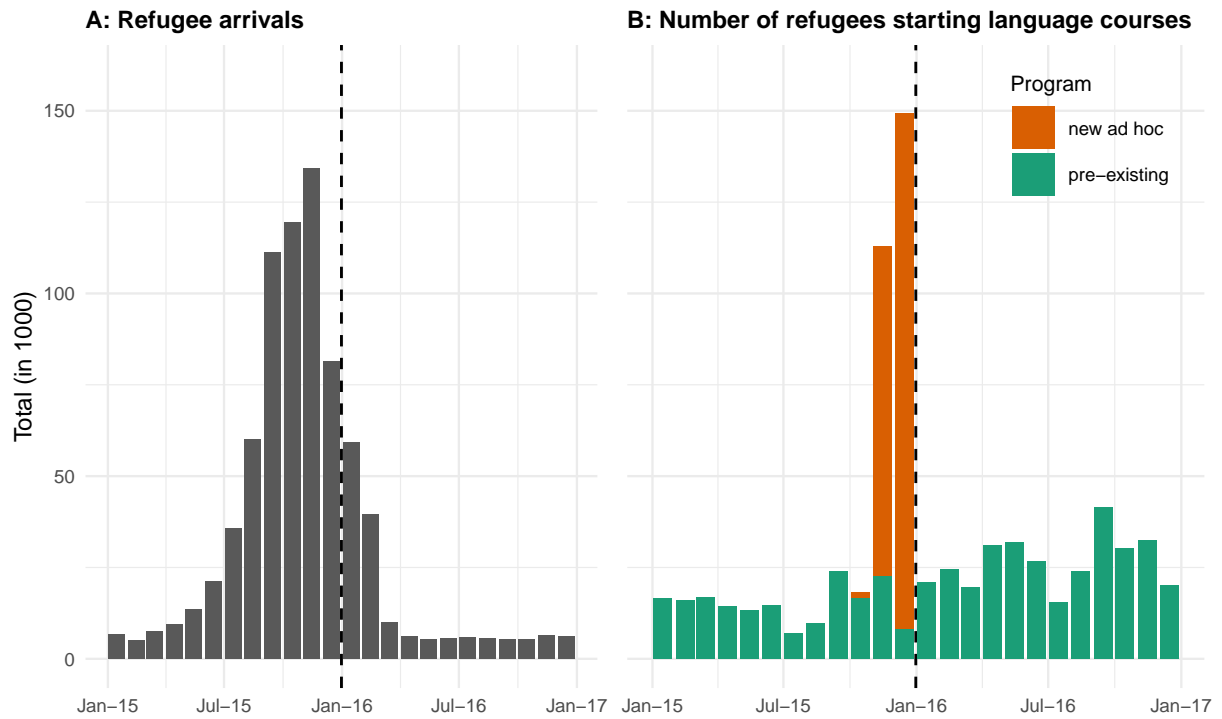 A: Refugee arrivals
B: Number of refugees starting language courses
Total (in 1000)
150
100
50
0
Program
new ad hoc
pre−existing
Jan−15
Jul−15
Jan−16
Jul−16
Jan−17
Jan−15
Jul−15
Jan−16
Jul−16
Jan−17